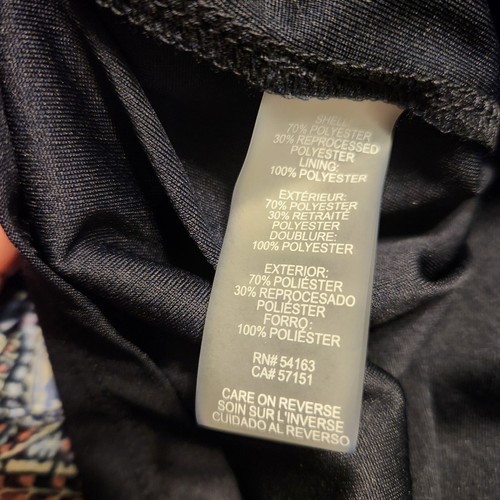 SHELL
70% POLYESTER
30% REPROCESSED
POLYESTER
LINING:
100% POLYESTER
EXTÉRIEUR:
70% POLYESTER
30% RETRAITÉ
POLYESTER
DOUBLURE:
100% POLYESTER
EXTERIOR:
70% POLIÉSTER
30% REPROCESADO
POLIÉSTER
FORRO:
100% POLIÉSTER
RN# 54163
CA# 57151
CARE ON REVERSE
SOIN SUR L'INVERSE
CUIDADO AL REVERSO